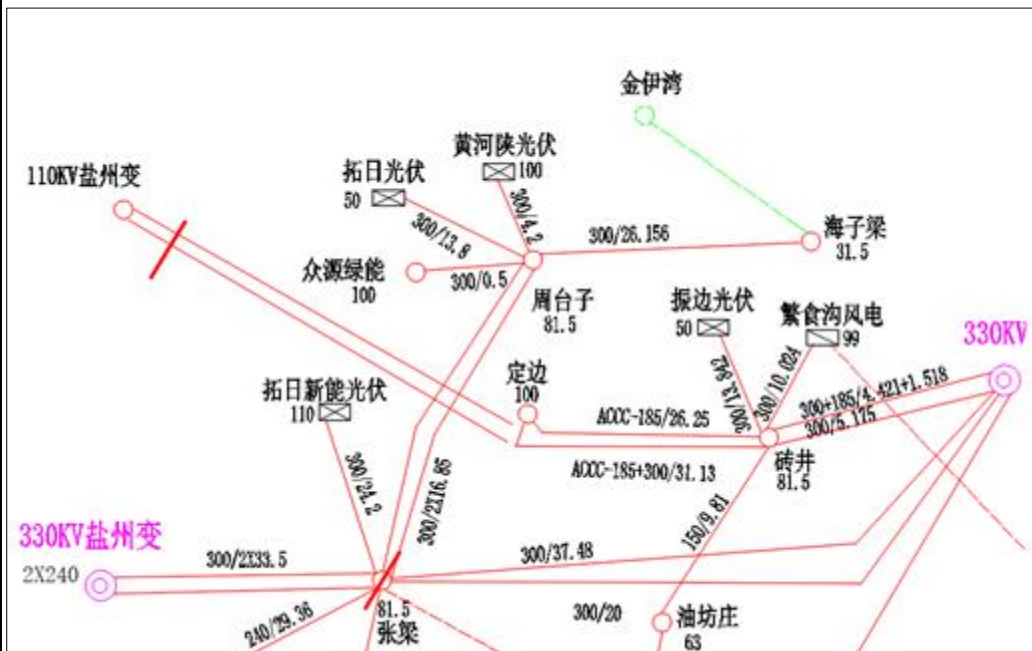 金伊湾
黄河陕光伏
100
拓日光伏
50
110KV盐州变
300/4.2
300/13.8
300/26.156
海子梁
31.5
众源绿能
100
300/0.5
周台子
81.5
振边光伏
50
繁食沟风电
99
330KV
300/13.842
300/10.024
300+185/4.421+1.518
300/5.175
定边
100
拓日新能光伏
110
ACCC-185/26.25
ACCC-185+300/31.13
砖井
81.5
300/24.2
300/2X16.85
150/9.81
330KV盐州变
2X240
300/2X33.5
300/37.48
81.5
张梁
240/29.36
300/20
油坊庄
63